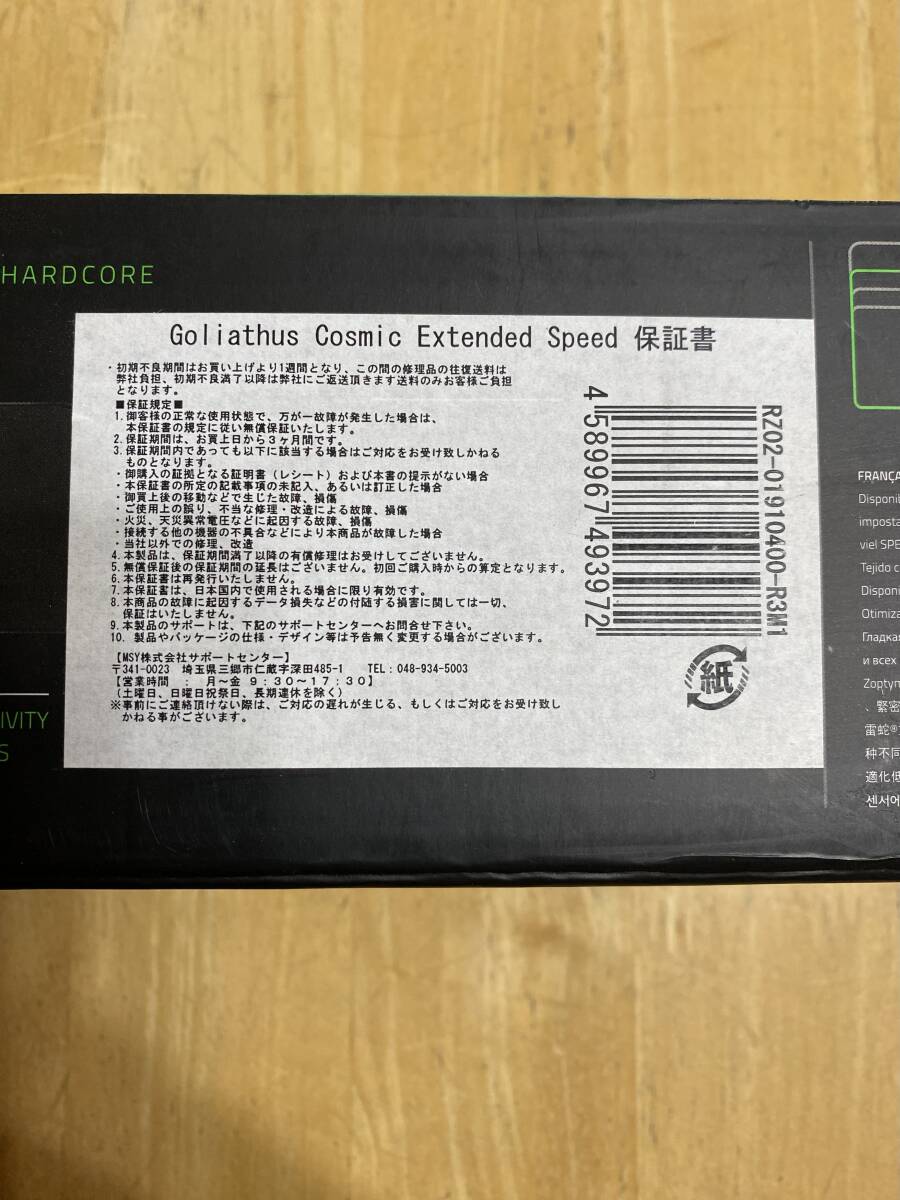 HARDCORE
Goliathus Cosmic Extended Speed 保証書
・初期不良期間はお買い上げより1週間となり、この間の修理品の往復送料は
弊社負担、初期不良満了以降は弊社にご返送頂きます送料のみお客様ご負担
となります。
■保証規定■
1.御客様の正常な使用状態で、万が一故障が発生した場合は、
本保証書の規定に従い無償保証いたします。
2.保証期間は、お買上日から3ヶ月間です。
3.保証期間内であっても以下に該当する場合はご対応をお受け致しかねる
ものとなります。
・御購入の証拠となる証明書（レシート）および本書の提示がない場合
・本保証書の所定の記載事項の未記入、あるいは訂正した場合
・御買上後の移動などで生じた故障、損傷
・ご使用上の誤り、不当な修理・改造による故障、損傷
・火災、天災異常電圧などに起因する故障、損傷
・接続する他の機器の不具合などにより本商品が故障した場合
・当社以外での修理、改造
4.本製品は、保証期間満了以降の有償修理はお受けしてございません。
5.無償保証後の保証期間の延長はございません。初回ご購入時からの算定となります。
6.本保証書は再発行いたしません。
7.本保証書は、日本国内で使用される場合に限り有効です。
8.本商品の故障に起因するデータ損失などの付随する損害に関しては一切、
保証はいたしません。
9.本製品のサポートは、下記のサポートセンターへお問合せ下さい。
10. 製品やパッケージの仕様・デザイン等は予告無く変更する場合がございます。
【MSY株式会社サポートセンター】
〒341-0023 埼玉県三郷市仁蔵字深田485-1 TEL：048-934-5003
【営業時間 ： 月～金 9：30～17：30】
（土曜日、日曜日祝祭日、長期連休を除く）
※事前にご連絡頂けない際は、ご対応の遅れが生じる、もしくはご対応をお受け致し
かねる事がございます。
4 589967 493972
RZ02-01910400-R3M1
紙
IVITY
S
FRANÇA
Disponib
imposta
viel SPE
Tejido c
Disponi
Otimiza
Гладка
и всех
Zoptym
、緊密
雷蛇®
种不同
適化低
센서에